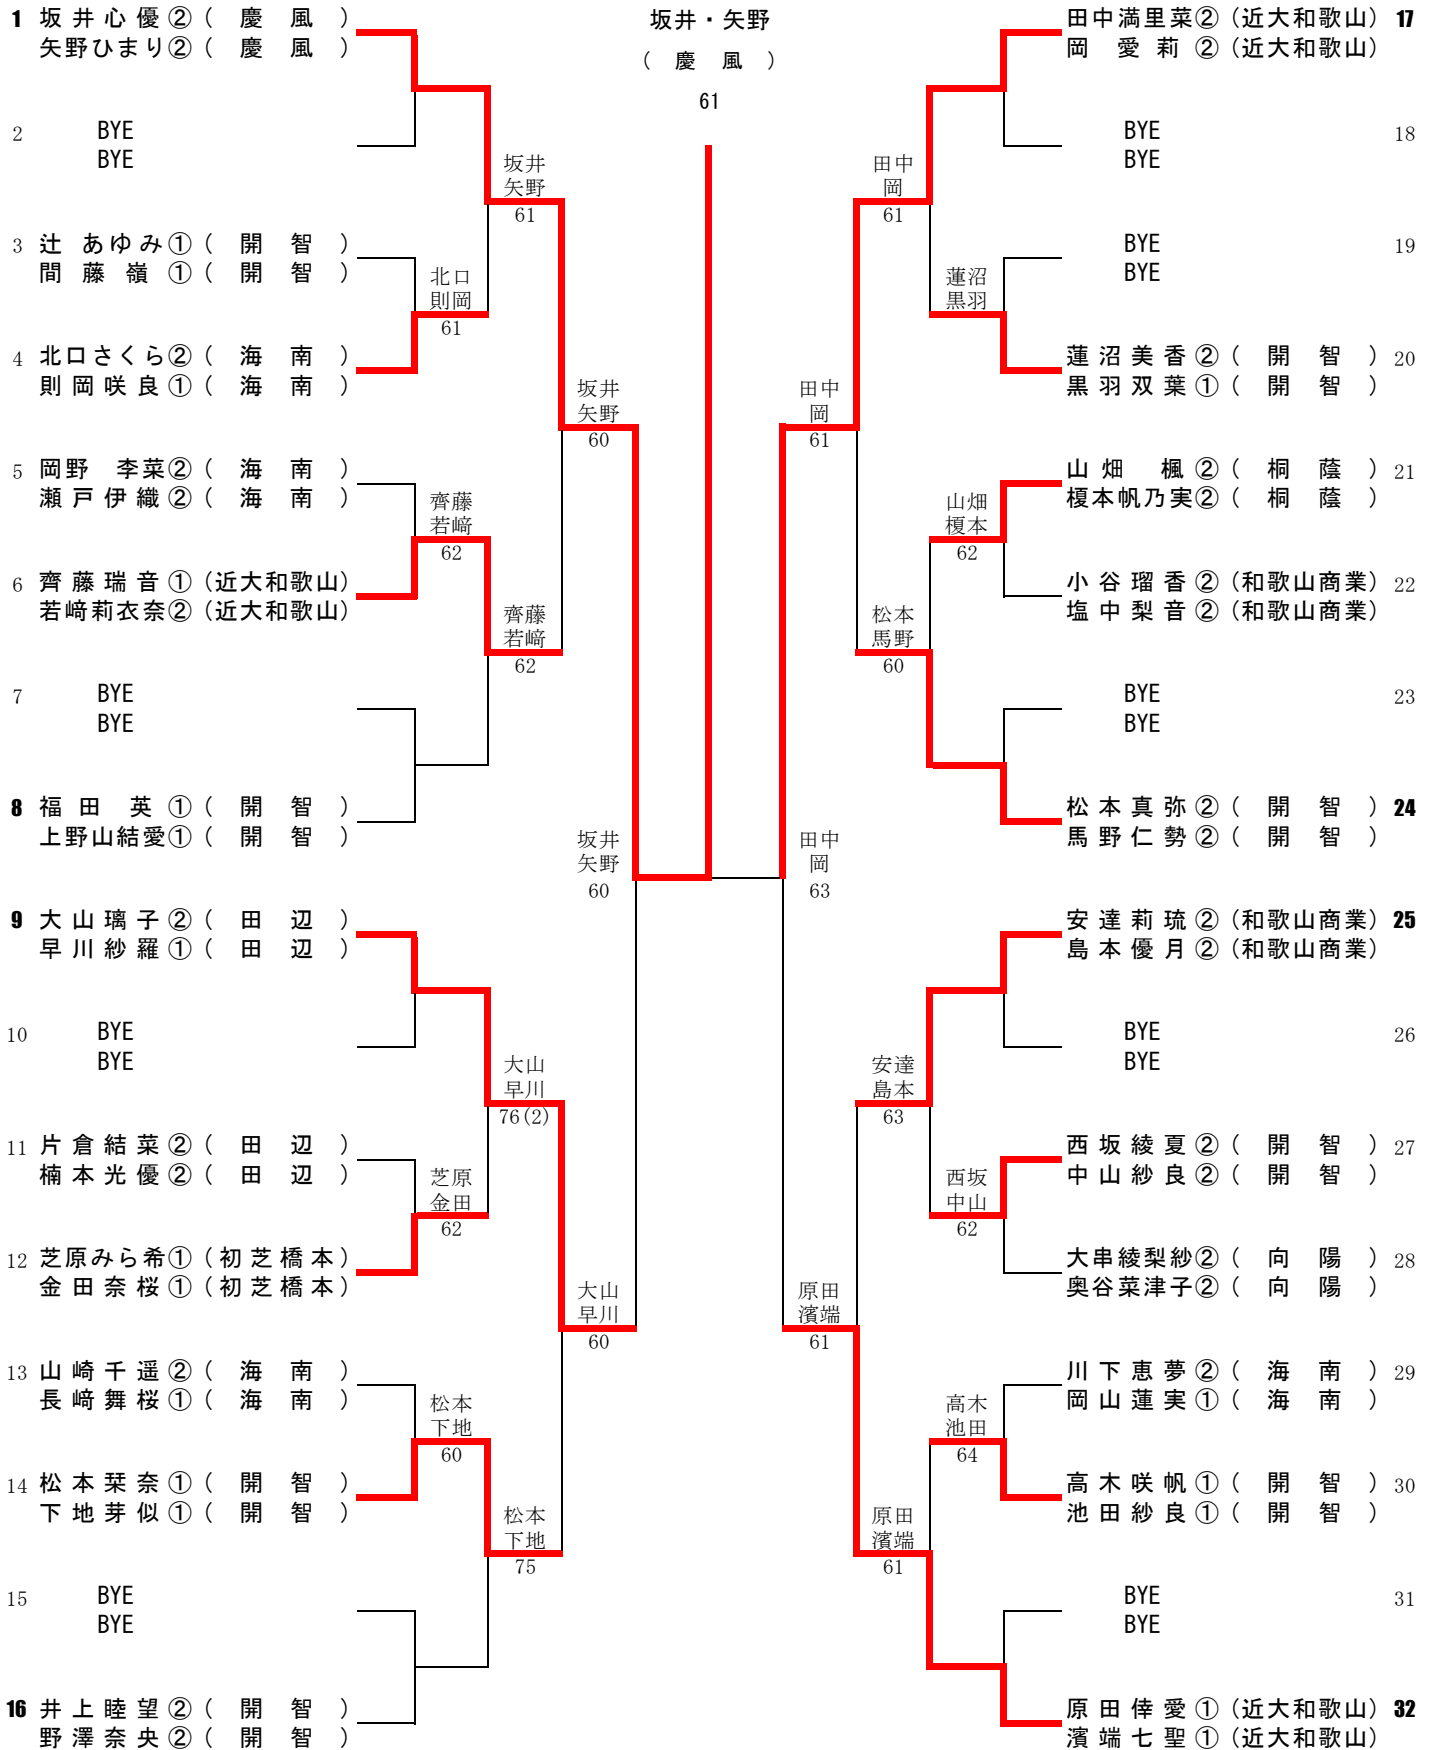 坂井・矢野
（ 慶 風 ）
61
1 坂井心優②（ 慶 風 ）
矢野ひまり②（ 慶 風 ）
2 BYE
BYE
3 辻 あゆみ①（ 開 智 ）
間藤嶺①（ 開 智 ）
4 北口さくら②（ 海 南 ）
則岡咲良①（ 海 南 ）
5 岡野 李菜②（ 海 南 ）
瀬戸伊織②（ 海 南 ）
6 齊藤瑞音①（近大和歌山）
若﨑莉衣奈②（近大和歌山）
7 BYE
BYE
8 福田 英①（ 開 智 ）
上野山結愛①（ 開 智 ）
9 大山璃子②（ 田 辺 ）
早川紗羅①（ 田 辺 ）
10 BYE
BYE
11 片倉結菜②（ 田 辺 ）
楠本光優②（ 田 辺 ）
12 芝原みら希①（初芝橋本）
金田奈桜①（初芝橋本）
13 山崎千遥②（ 海 南 ）
長﨑舞桜①（ 海 南 ）
14 松本栞奈①（ 開 智 ）
下地芽似①（ 開 智 ）
15 BYE
BYE
16 井上睦望②（ 開 智 ）
野澤奈央②（ 開 智 ）
北口
則岡
61
齊藤
若﨑
62
芝原
金田
62
松本
下地
60
坂井
矢野
61
齊藤
若﨑
62
大山
早川
76(2)
松本
下地
75
坂井
矢野
60
大山
早川
60
坂井
矢野
60
田中
岡
63
田中
岡
61
原田
濱端
61
田中
岡
61
松本
馬野
60
安達
島本
63
原田
濱端
61
蓮沼
黒羽
山畑
榎本
62
西坂
中山
62
高木
池田
64
田中満里菜②（近大和歌山） 17
岡 愛莉②（近大和歌山）
BYE 18
BYE
BYE 19
BYE
蓮沼美香②（ 開 智 ） 20
黒羽双葉①（ 開 智 ）
山畑 楓②（ 桐 蔭 ） 21
榎本帆乃実②（ 桐 蔭 ）
小谷瑠香②（和歌山商業） 22
塩中梨音②（和歌山商業）
BYE 23
BYE
松本真弥②（ 開 智 ） 24
馬野仁勢②（ 開 智 ）
安達莉琉②（和歌山商業） 25
島本優月②（和歌山商業）
BYE 26
BYE
西坂綾夏②（ 開 智 ） 27
中山紗良②（ 開 智 ）
大串綾梨紗②（ 向 陽 ） 28
奥谷菜津子②（ 向 陽 ）
川下恵夢②（ 海 南 ） 29
岡山蓮実①（ 海 南 ）
高木咲帆①（ 開 智 ） 30
池田紗良①（ 開 智 ）
BYE 31
BYE
原田倖愛①（近大和歌山） 32
濱端七聖①（近大和歌山）